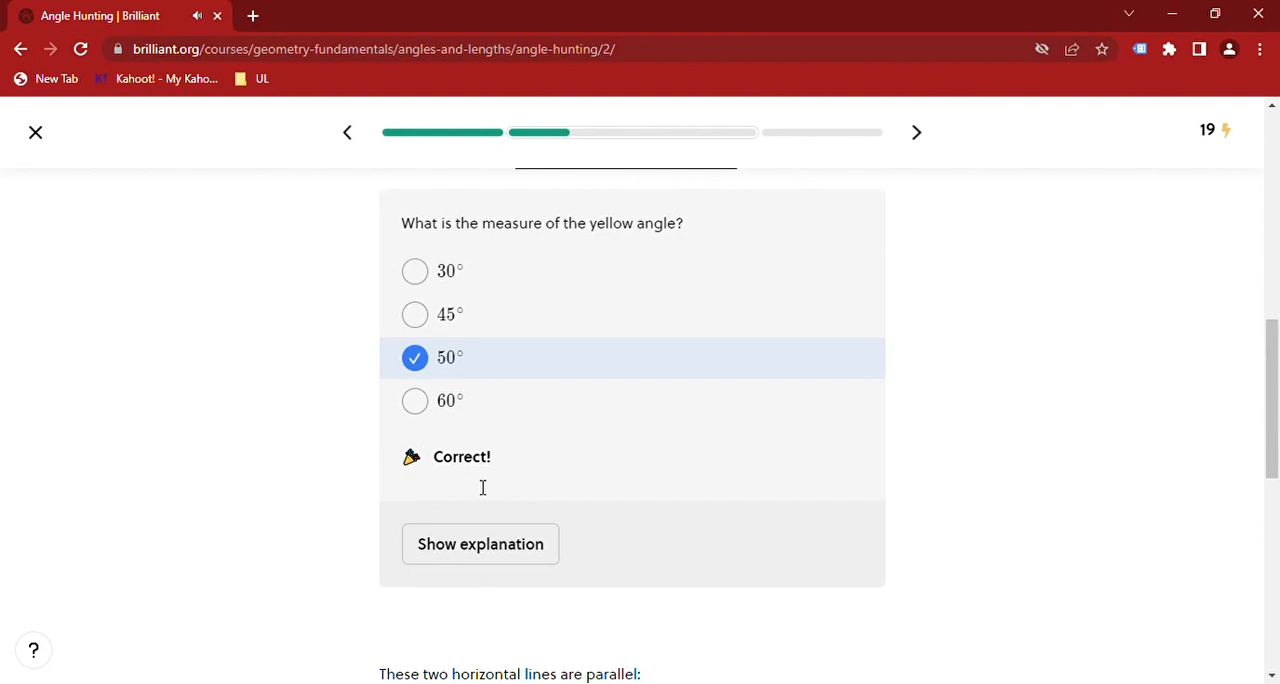 Angle Hunting | Brilliant
brilliant.org/courses/geometry-fundamentals/angles-and-lengths/angle-hunting/2/
New Tab
K! Kahoot! - My Kaho...
UL
19
What is the measure of the yellow angle?
30°
45°
50°
60°
Correct!
Show explanation
?
These two horizontal lines are parallel: